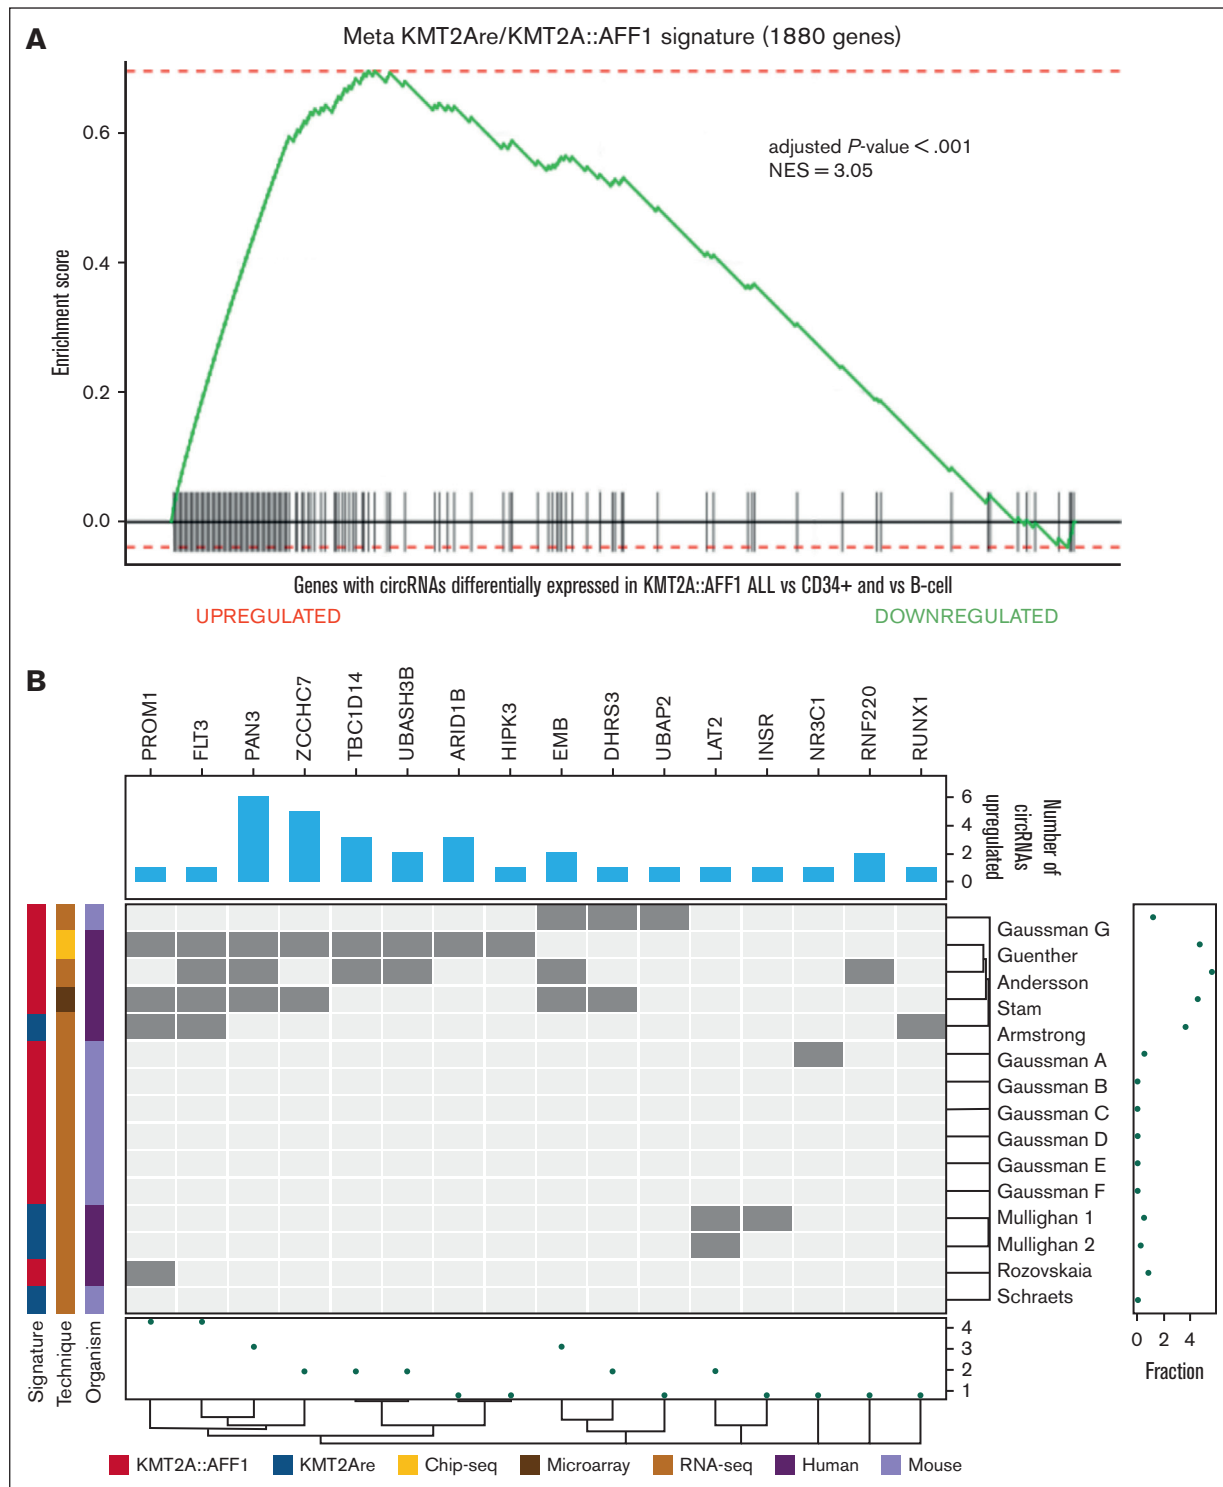 A
Meta KMT2Are/KMT2A::AFF1 signature (1880 genes)
0.6
0.4
0.2
0.0
Enrichment score
adjusted P-value < .001
NES = 3.05
Genes with circRNAs differentially expressed in KMT2A::AFF1 ALL vs CD34+ and vs B-cell
UPREGULATED
DOWNREGULATED
B
PROM1
FLT3
PAN3
ZCCHC7
TBC1D14
UBASH3B
ARID1B
HIPK3
EMB
DHRS3
UBAP2
LAT2
INSR
NR3C1
RNF220
RUNX1
6
4
2
0
Number of
circRNAs
upregulated
Gaussman G
Guenther
Andersson
Stam
Armstrong
Gaussman A
Gaussman B
Gaussman C
Gaussman D
Gaussman E
Gaussman F
Mullighan 1
Mullighan 2
Rozovskaia
Schraets
0 2 4
Fraction
Signature
Technique
Organism
4
3
2
1
KMT2A::AFF1
KMT2Are
Chip-seq
Microarray
RNA-seq
Human
Mouse